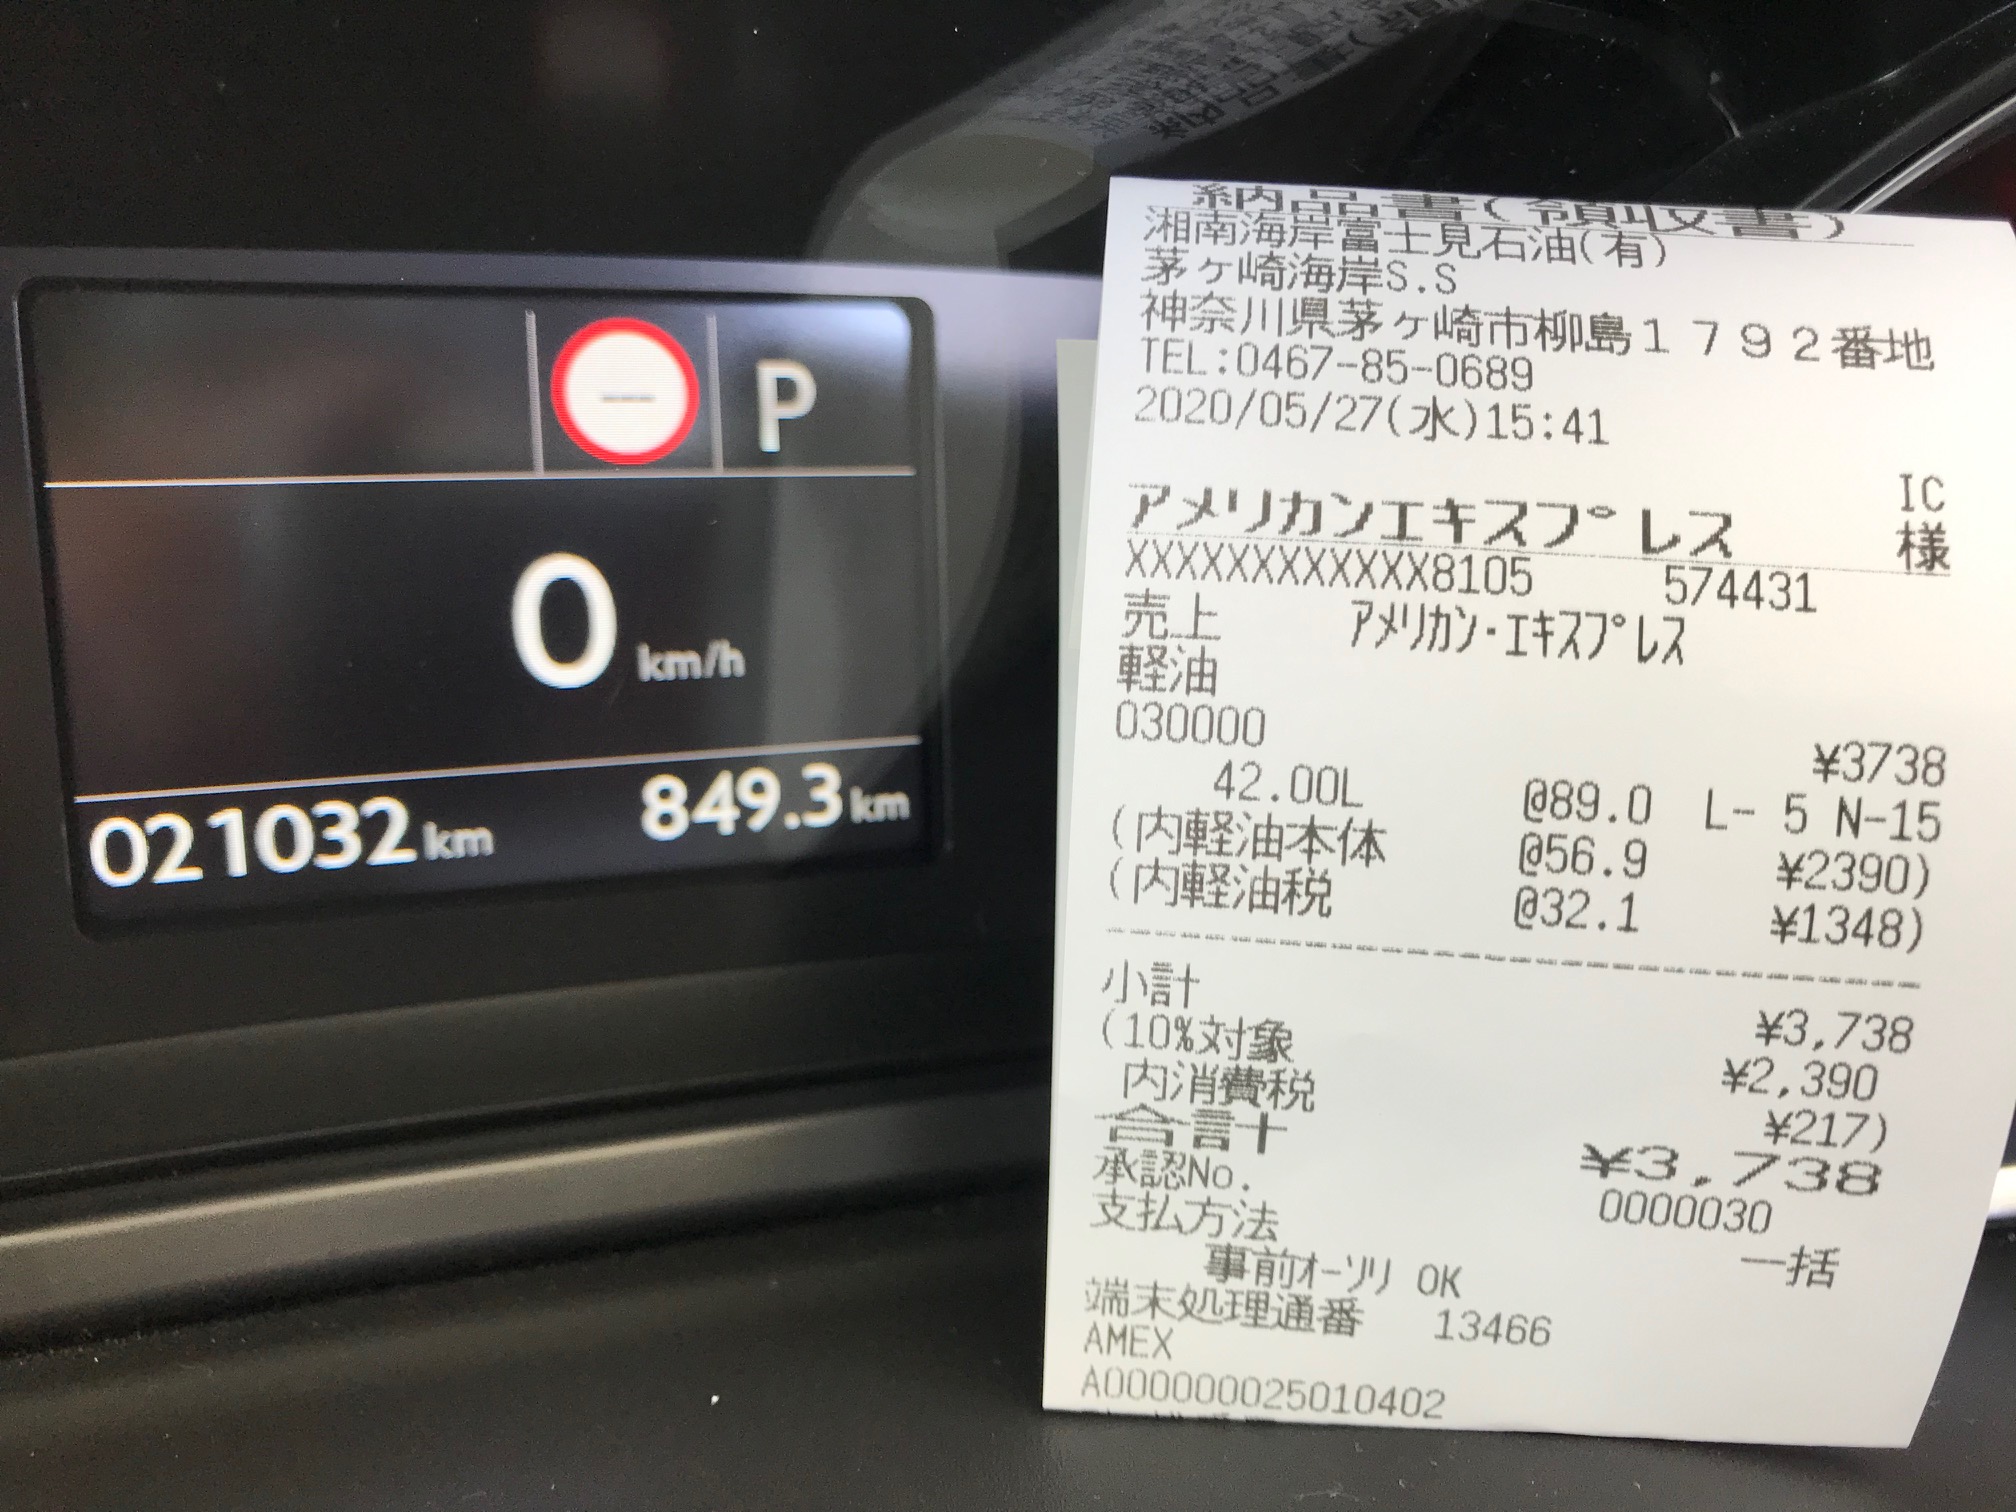 ---
P
0 km/h
021032 km 849.3 km
納品書(領収書)
湘南海岸富士見石油(有)
茅ヶ崎海岸S.S
神奈川県茅ヶ崎市柳島1792番地
TEL:0467-85-0689
2020/05/27(水)15:41
IC
アメリカンエキスプレス 様
XXXXXXXXXXXX8105 574431
売上 アメリカン・エキスプレス
軽油
030000 ¥3738
42.00L @89.0 L- 5 N-15
(内軽油本体 @56.9 ¥2390)
(内軽油税 @32.1 ¥1348)
小計 ¥3,738
(10%対象 ¥2,390
内消費税 ¥217)
合計 ¥3,738
承認No. 0000030
支払方法 一括
事前オーソリ OK
端末処理通番 13466
AMEX
A000000025010402